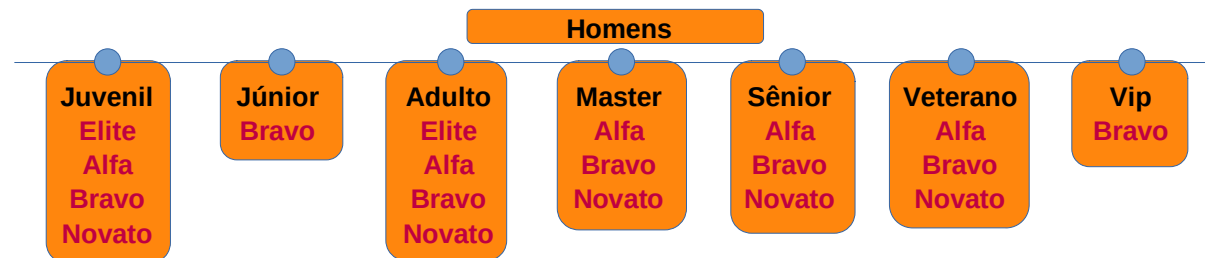 Homens
Juvenil
Elite
Alfa
Bravo
Novato
Júnior
Bravo
Adulto
Elite
Alfa
Bravo
Novato
Master
Alfa
Bravo
Novato
Sênior
Alfa
Bravo
Novato
Veterano
Alfa
Bravo
Novato
Vip
Bravo